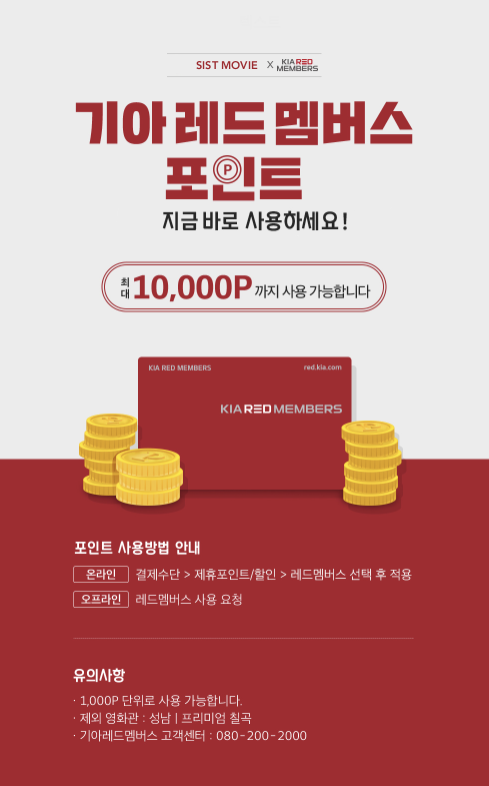 SIST MOVIE X KIA RED MEMBERS
기아 레드 멤버스
포인트
지금 바로 사용하세요!
최대 10,000P 까지 사용 가능합니다
KIA RED MEMBERS red.kia.com
KIA RED MEMBERS
포인트 사용방법 안내
온라인 결제수단 > 제휴포인트/할인 > 레드멤버스 선택 후 적용
오프라인 레드멤버스 사용 요청
유의사항
· 1,000P 단위로 사용 가능합니다.
· 제외 영화관 : 성남 | 프리미엄 칠곡
· 기아레드멤버스 고객센터 : 080-200-2000